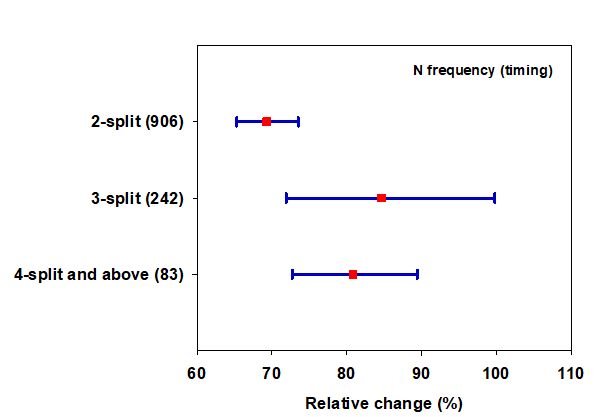 N frequency (timing)
2-split (906)
3-split (242)
4-split and above (83)
60 70 80 90 100 110
Relative change (%)